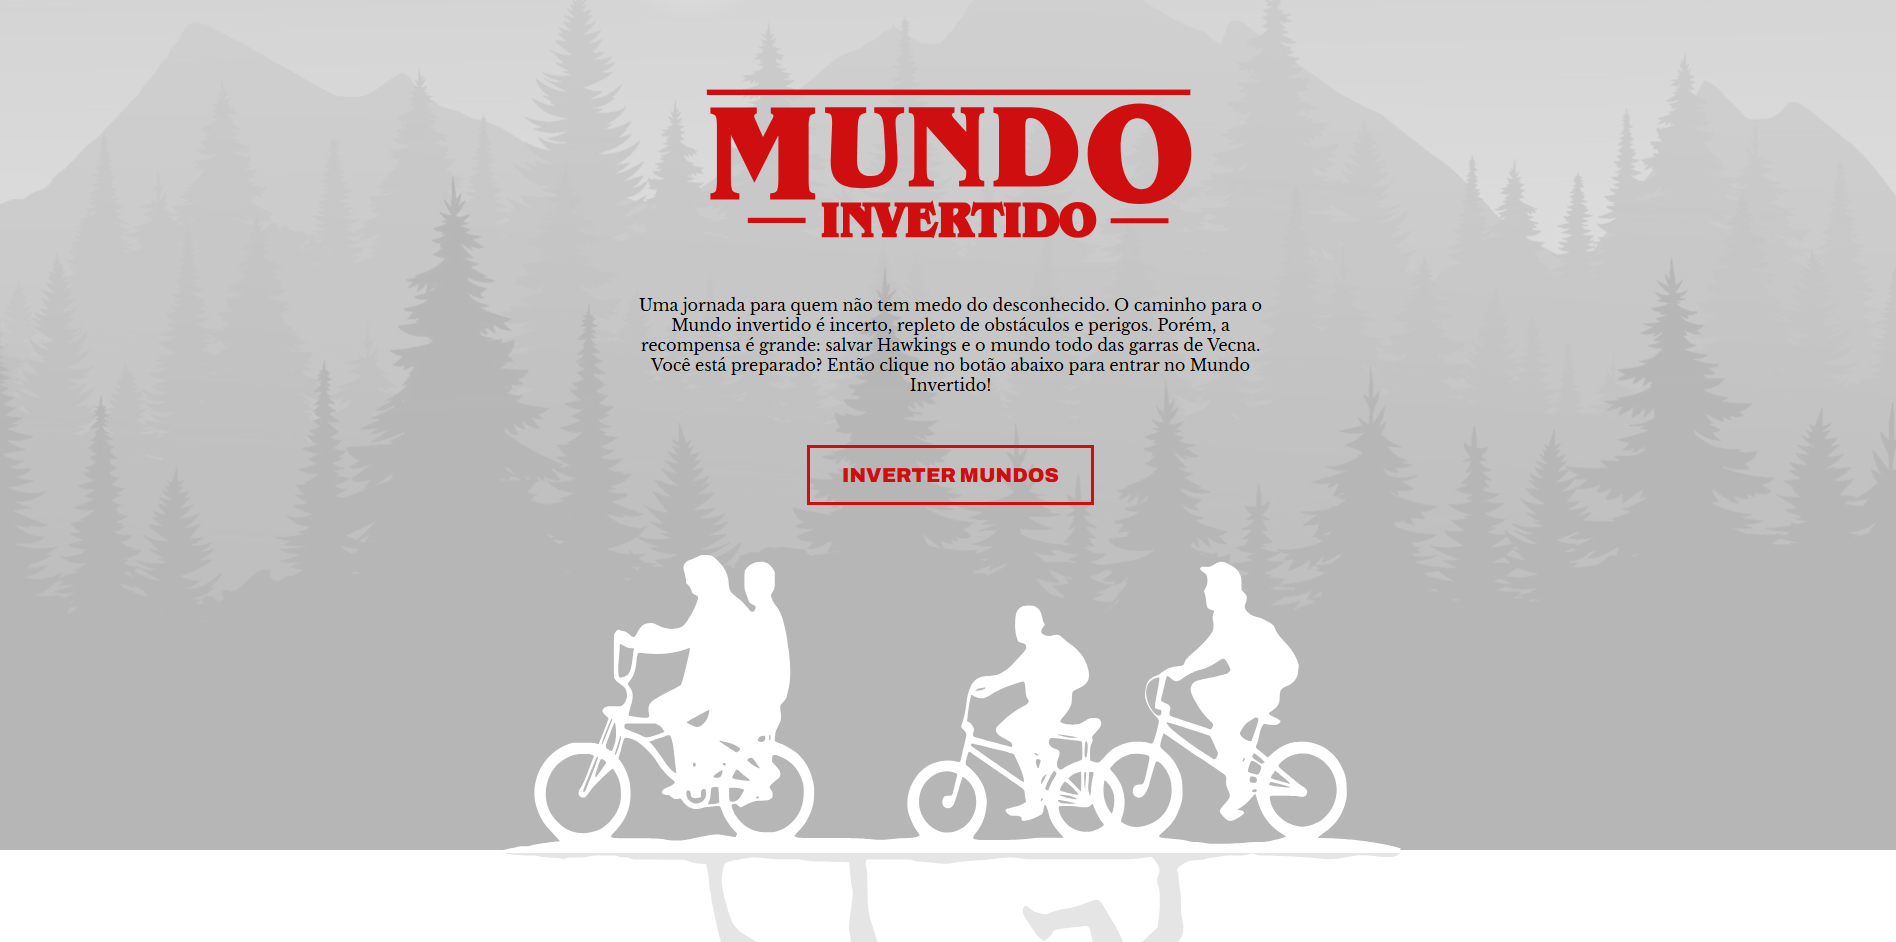 MUNDO
INVERTIDO
Uma jornada para quem não tem medo do desconhecido. O caminho para o
Mundo invertido é incerto, repleto de obstáculos e perigos. Porém, a
recompensa é grande: salvar Hawkings e o mundo todo das garras de Vecna.
Você está preparado? Então clique no botão abaixo para entrar no Mundo
Invertido!
INVERTER MUNDOS